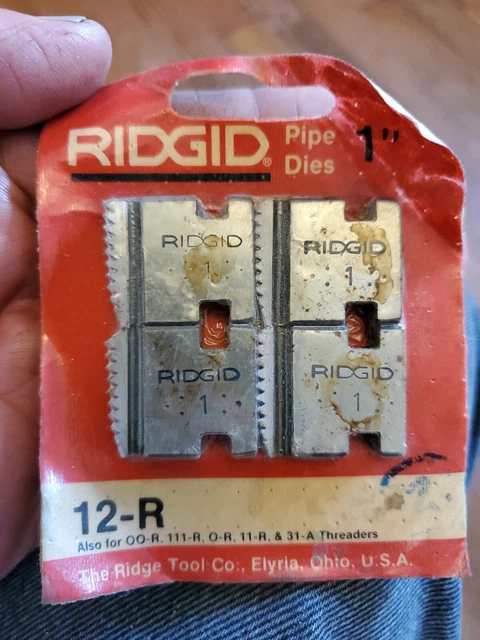 RIDGID® Pipe Dies 1"
RIDGID 1
RIDGID 1
RIDGID 1
RIDGID 1
12-R
Also for OO-R, 111-R, O-R, 11-R, & 31-A Threaders
The Ridge Tool Co., Elyria, Ohio, U.S.A.